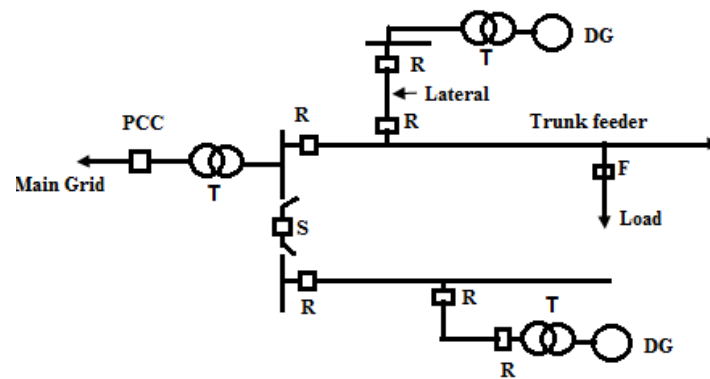 DG
T
R
Lateral
R
R
Trunk feeder
PCC
F
T
Main Grid
Load
S
R
R
T
DG
R